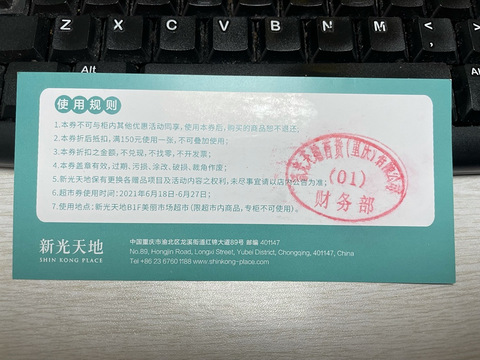 Z X C V B N M <
Alt
Alt
使用规则
1.本券不可与柜内其他优惠活动同享,使用本券后,购买的商品恕不退还;
2.本券折后抵扣,满150元使用一张,不可叠加使用;
3.本券折扣之金额,不兑现,不找零,不开发票;
4.本券盖章有效,过期、污损、涂改、破损、裁角作废;
5.新光天地保有更换各赠品项目及活动内容之权利,未尽事宜请以店内公告为准;
6.超市券使用时间:2021年6月18日-6月27日;
7.使用地点:新光天地B1F美御市场超市(限超市内商品,专柜不可使用)。
(重庆)有限公司
(01)
财务部
新光天地
SHIN KONG PLACE
中国重庆市渝北区龙溪街道红锦大道89号 邮编 401147
No.89, Hongjin Road, Longxi Street, Yubei District, Chongqing, 401147, China
Tel +86 23 6760 1188 www.shinkong-place.com